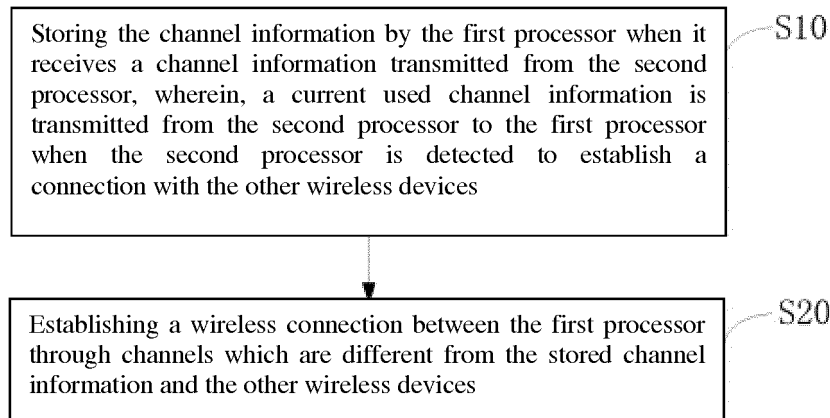 Storing the channel information by the first processor when it
receives a channel information transmitted from the second
processor, wherein, a current used channel information is
transmitted from the second processor to the first processor
when the second processor is detected to establish a
connection with the other wireless devices
S10
Establishing a wireless connection between the first processor
through channels which are different from the stored channel
information and the other wireless devices
S20